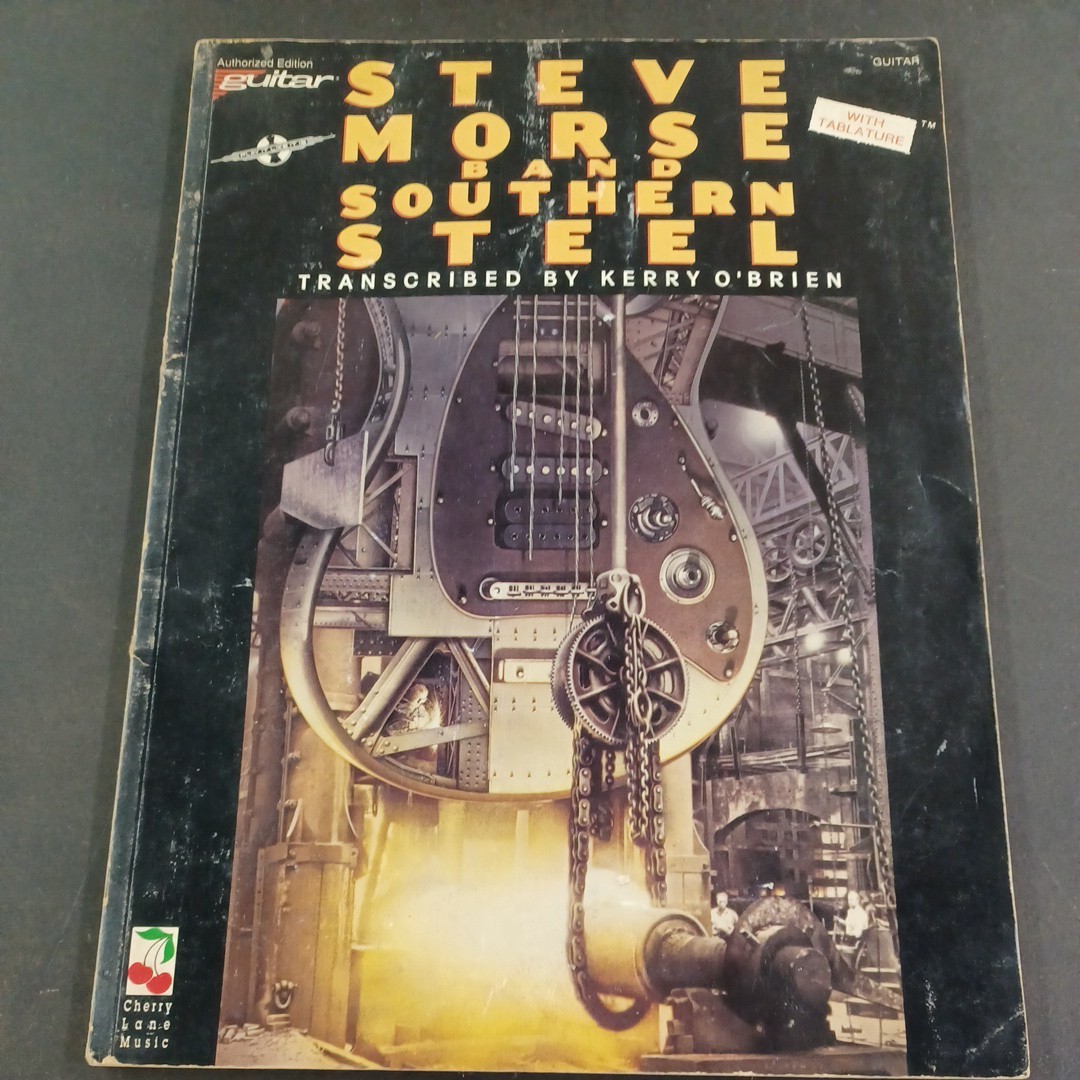 Authorized Edition
guitar
GUITAR
STEVE
MORSE
BAND
SOUTHERN
STEEL
WITH
TABLATURE
TM
TRANSCRIBED BY KERRY O'BRIEN
Cherry
Lane
Music